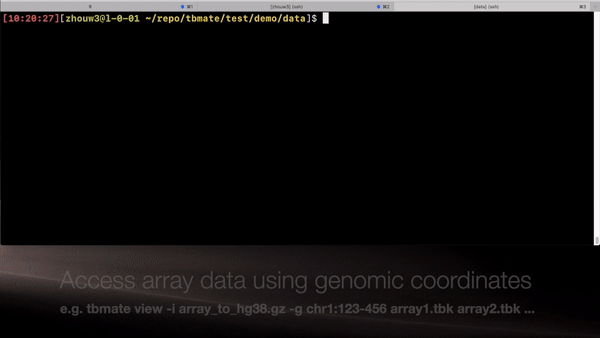 ⌘1
[zhouw3] (ssh)
⌘2
[data] (ssh)
⌘3
[10:20:27][zhouw3@l-0-01 ~/repo/tbmate/test/demo/data]$
Access array data using genomic coordinates
e.g. tbmate view -i array_to_hg38.gz -g chr1:123-456 array1.tbk array2.tbk ...